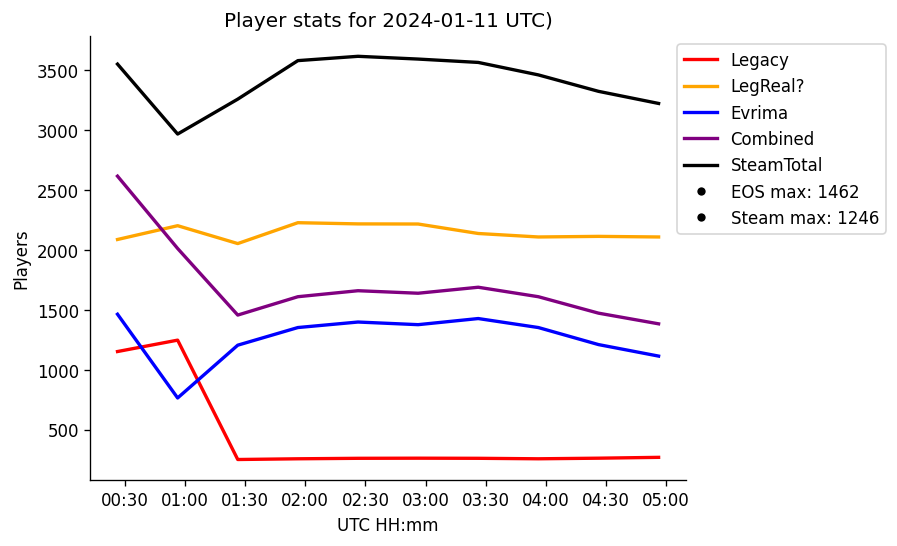 Player stats for 2024-01-11 UTC)
Legacy
LegReal?
Evrima
Combined
SteamTotal
EOS max: 1462
Steam max: 1246
3500
3000
2500
2000
1500
1000
500
Players
00:30 01:00 01:30 02:00 02:30 03:00 03:30 04:00 04:30 05:00
UTC HH:mm